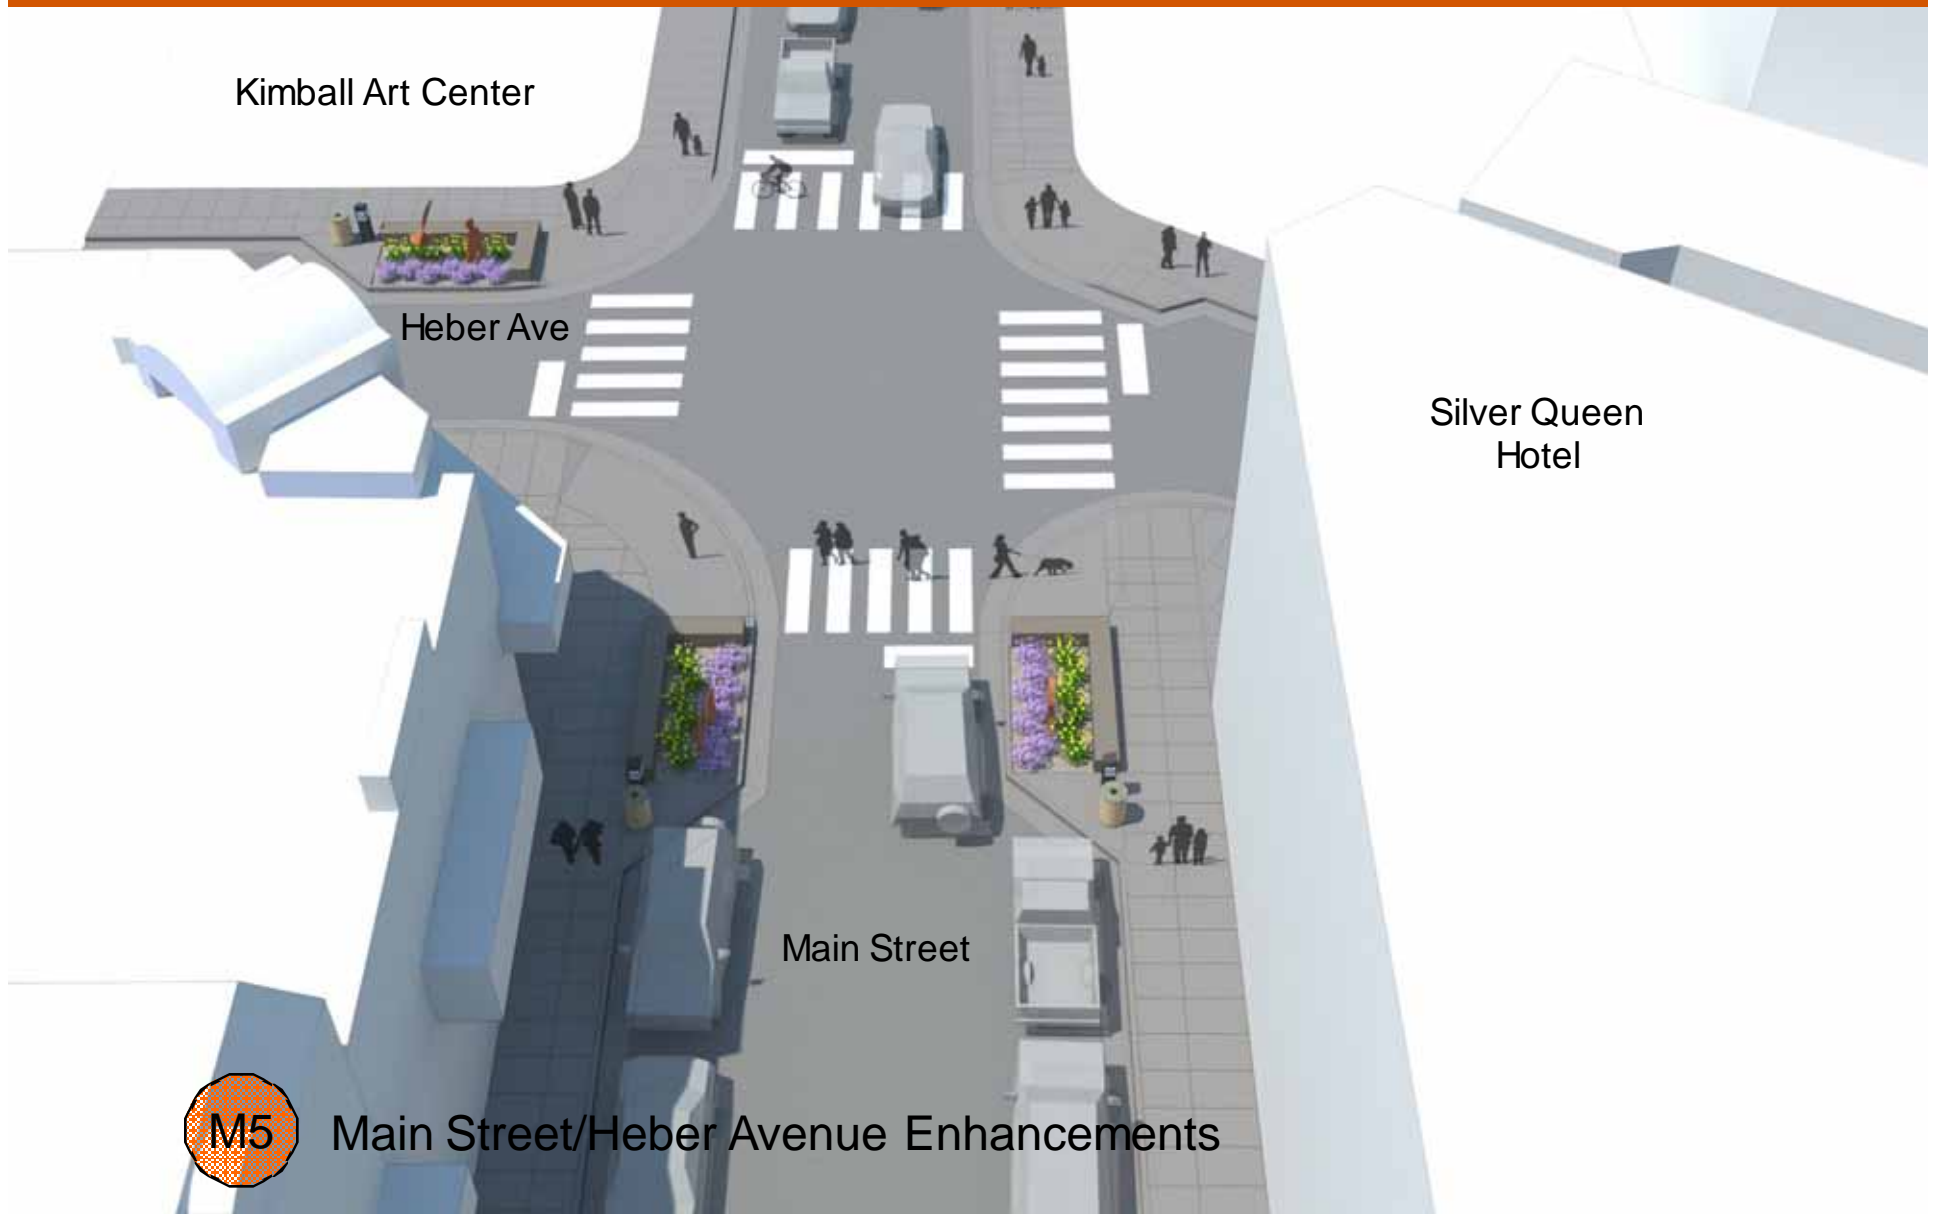 Kimball Art Center
Heber Ave
Silver Queen
Hotel
Main Street
M5 Main Street/Heber Avenue Enhancements